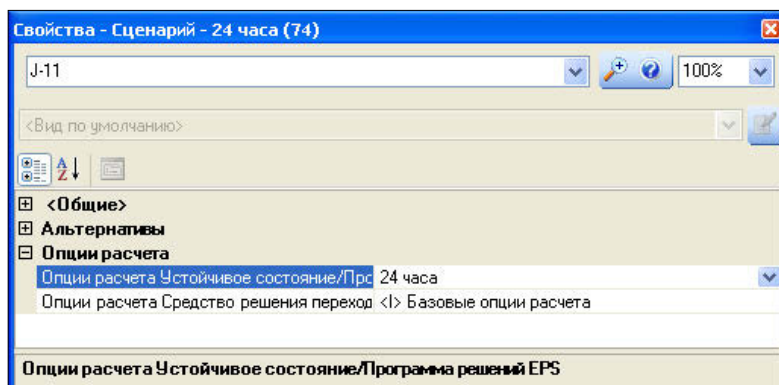 Свойства - Сценарий - 24 часа (74)
J-11
100%
<Вид по умолчанию>
<Общие>
Альтернативы
Опции расчета
Опции расчета Устойчивое состояние/Прс 24 часа
Опции расчета Средство решения переход <I> Базовые опции расчета
Опции расчета Устойчивое состояние/Программа решений EPS